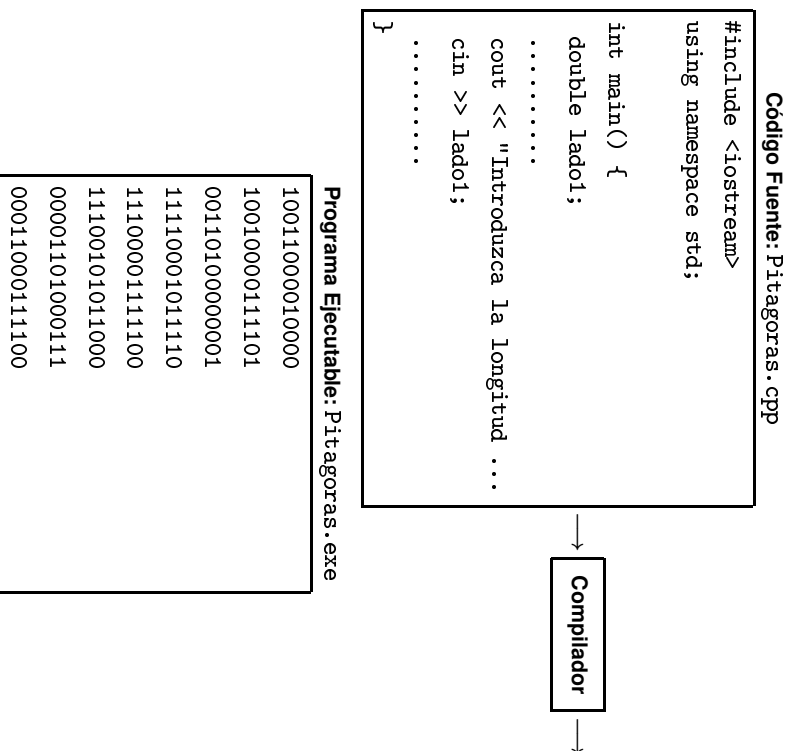 Código Fuente: Pitagoras.cpp
#include <iostream>
using namespace std;
int main() {
double lado1;
..........
cout << "Introduzca la longitud ...
cin >> lado1;
..........
}
Compilador
Programa Ejecutable: Pitagoras.exe
10011000010000
10010000111101
00110100000001
11110001011110
11100001111100
11100101011000
00001101000111
00011000111100